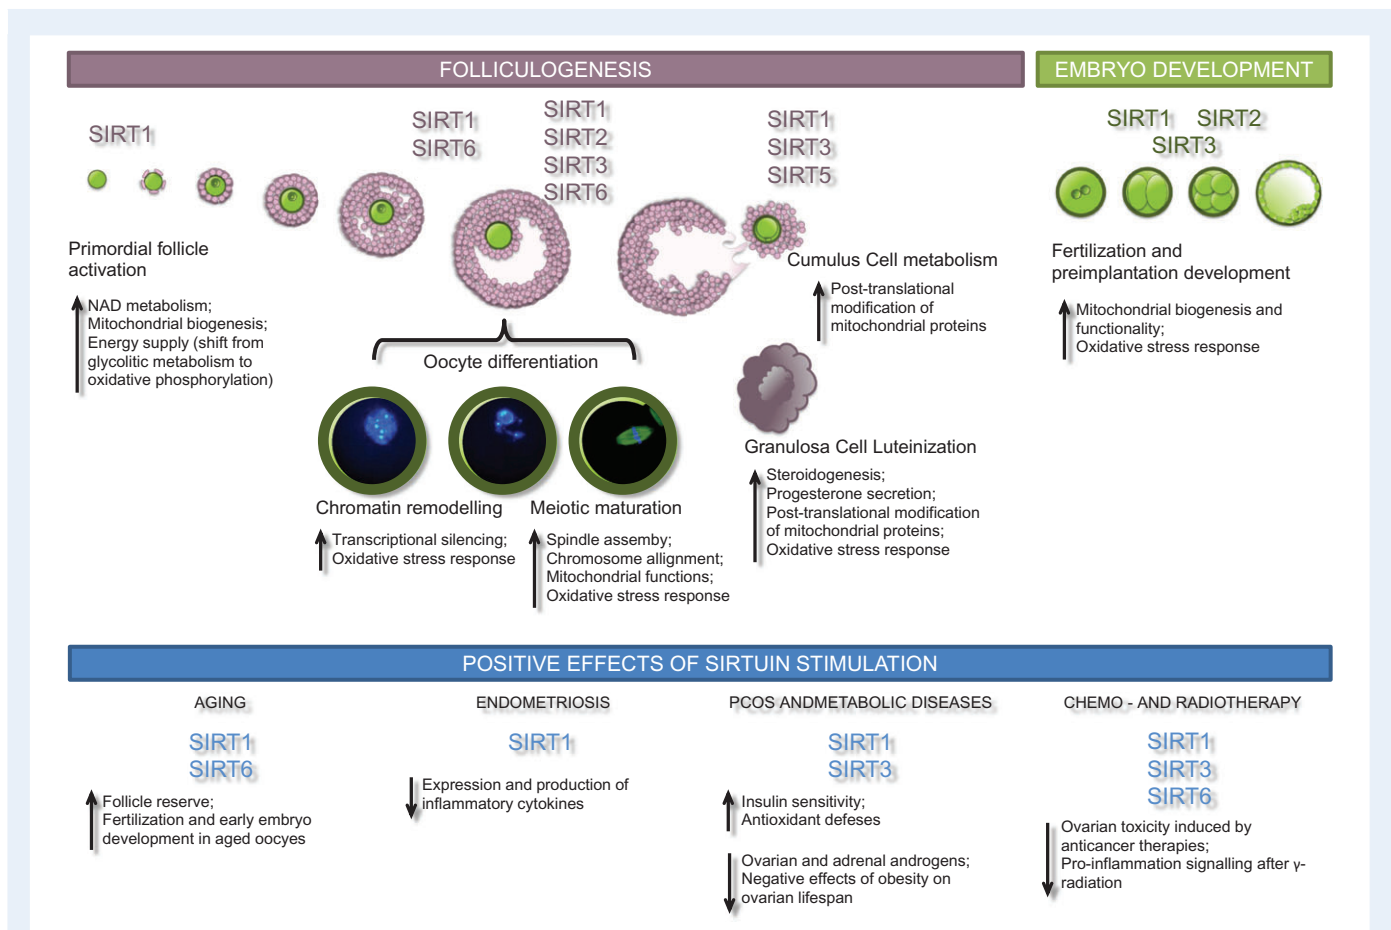 FOLLICULOGENESIS
EMBRYO DEVELOPMENT
SIRT1
SIRT1
SIRT6
SIRT1
SIRT2
SIRT3
SIRT6
SIRT1
SIRT3
SIRT5
SIRT1 SIRT2
SIRT3
Primordial follicle
activation
NAD metabolism;
Mitochondrial biogenesis;
Energy supply (shift from
glycolitic metabolism to
oxidative phosphorylation)
Oocyte differentiation
Chromatin remodelling
Transcriptional silencing;
Oxidative stress response
Meiotic maturation
Spindle assemby;
Chromosome allignment;
Mitochondrial functions;
Oxidative stress response
Cumulus Cell metabolism
Post-translational
modification of
mitochondrial proteins
Granulosa Cell Luteinization
Steroidogenesis;
Progesterone secretion;
Post-translational modification
of mitochondrial proteins;
Oxidative stress response
Fertilization and
preimplantation development
Mitochondrial biogenesis and
functionality;
Oxidative stress response
POSITIVE EFFECTS OF SIRTUIN STIMULATION
AGING
SIRT1
SIRT6
Follicle reserve;
Fertilization and early embryo
development in aged oocyes
ENDOMETRIOSIS
SIRT1
Expression and production of
inflammatory cytokines
PCOS ANDMETABOLIC DISEASES
SIRT1
SIRT3
Insulin sensitivity;
Antioxidant defeses
Ovarian and adrenal androgens;
Negative effects of obesity on
ovarian lifespan
CHEMO - AND RADIOTHERAPY
SIRT1
SIRT3
SIRT6
Ovarian toxicity induced by
anticancer therapies;
Pro-inflammation signalling after γ-
radiation